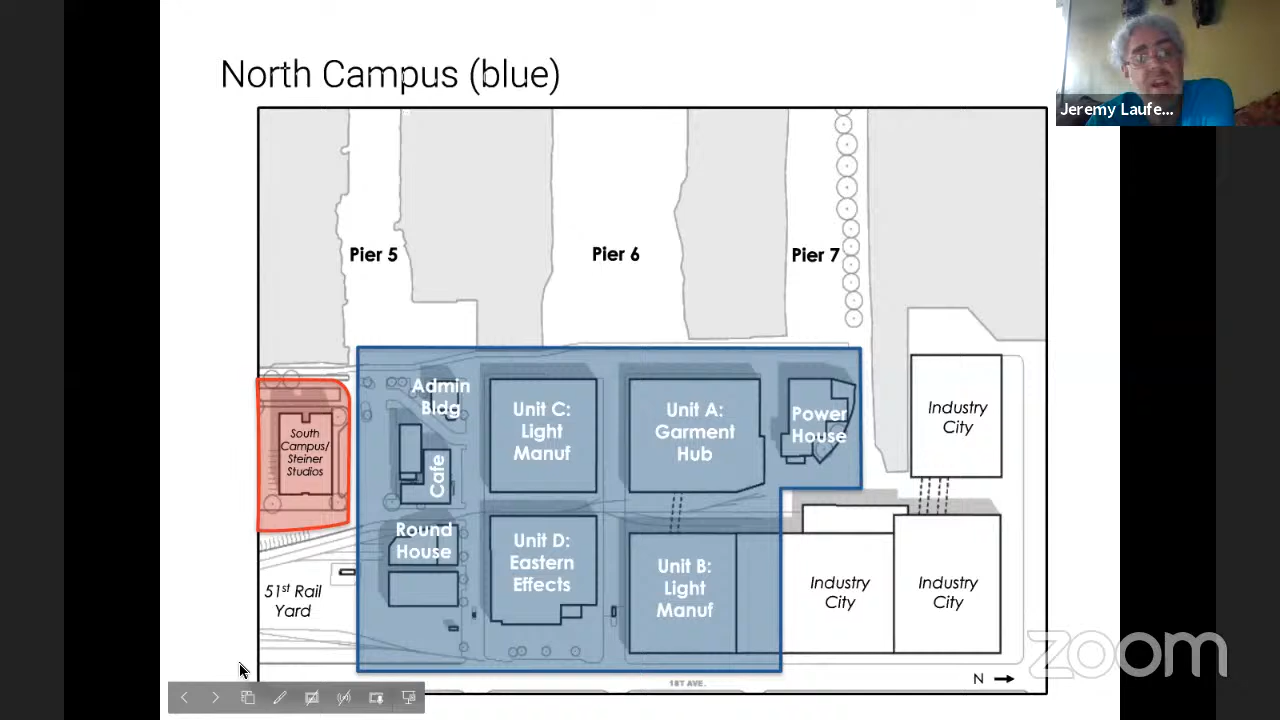 North Campus (blue)
Jeremy Laufe...
Pier 5
Pier 6
Pier 7
Admin
Bldg
Unit C:
Light
Manuf
Unit A:
Garment
Hub
Power
House
Industry
City
South
Campus/
Steiner
Studios
Cafe
Round
House
Unit D:
Eastern
Effects
Unit B:
Light
Manuf
Industry
City
Industry
City
51st Rail
Yard
1ST AVE.
N
zoom